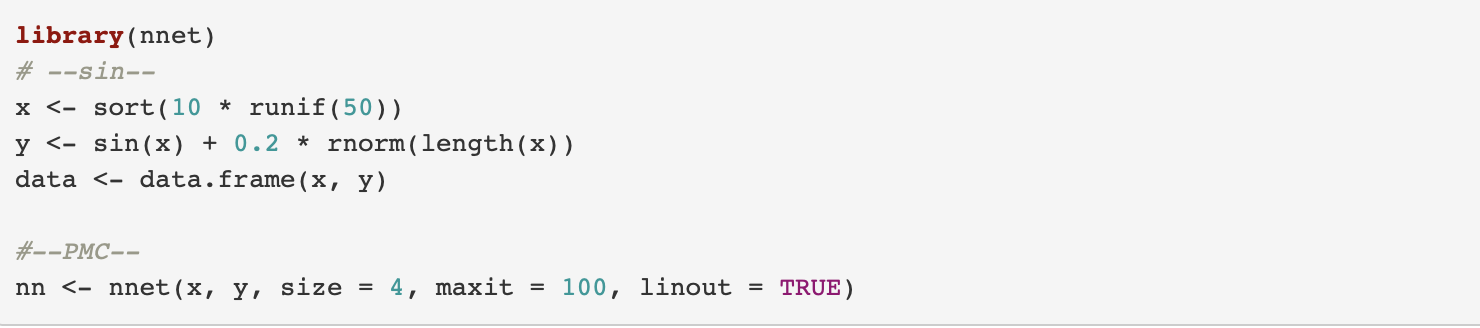 library(nnet)
# --sin--
x <- sort(10 * runif(50))
y <- sin(x) + 0.2 * rnorm(length(x))
data <- data.frame(x, y)
#--PMC--
nn <- nnet(x, y, size = 4, maxit = 100, linout = TRUE)